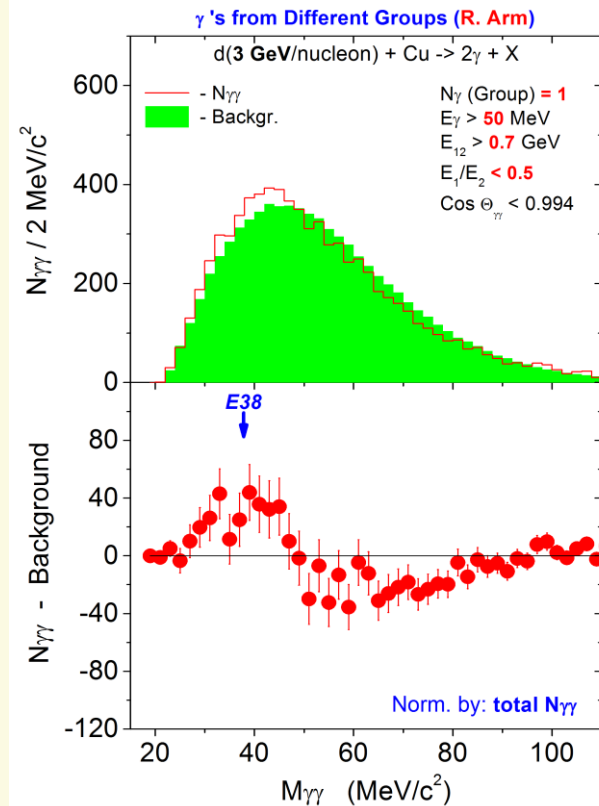 γ 's from Different Groups (R. Arm)
d(3 GeV/nucleon) + Cu -> 2γ + X
- Nγγ
- Backgr.
Nγ (Group) = 1
Eγ > 50 MeV
E12 > 0.7 GeV
E1/E2 < 0.5
Cos Θγγ < 0.994
Nγγ / 2 MeV/c²
600
400
200
0
E38
Nγγ - Background
80
40
0
-40
-80
-120
Norm. by: total Nγγ
20 40 60 80 100
Mγγ (MeV/c²)